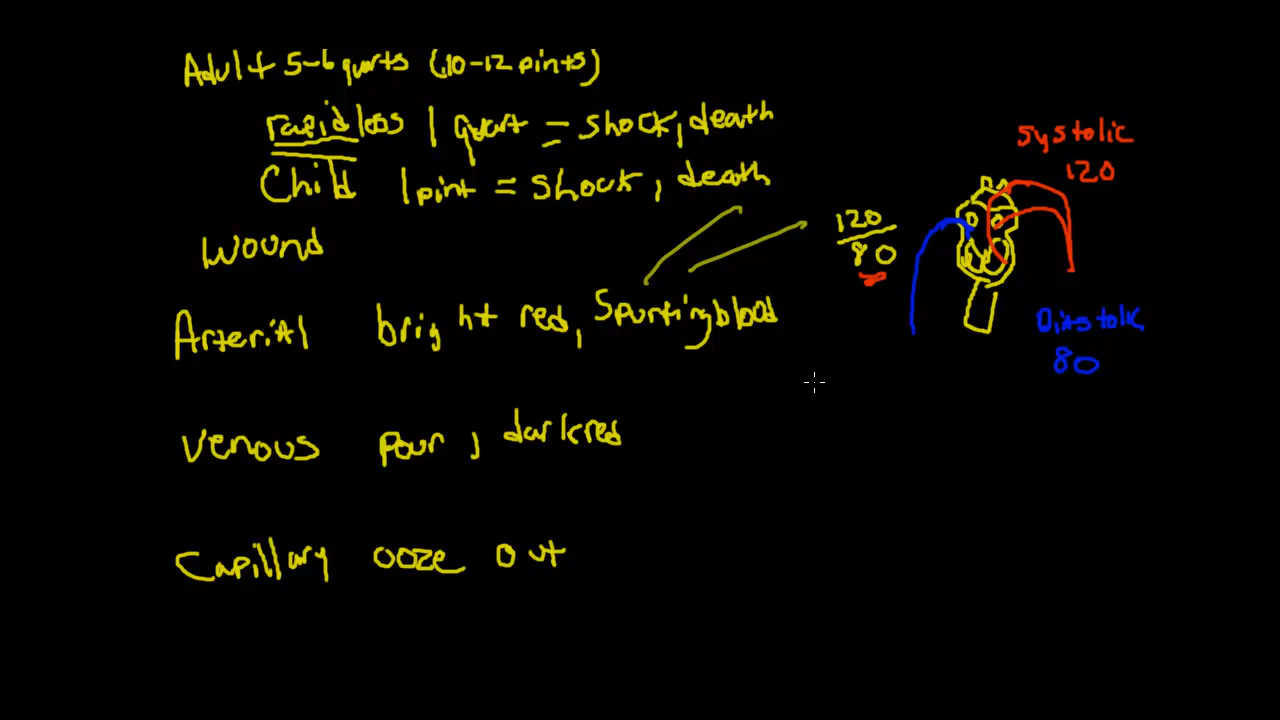 Adult 5-6 quarts (10-12 pints)
rapid loss 1 quart = shock, death
Child 1 pint = shock, death
wound
Arterial bright red, Spurting blood
Venous pour, dark red
Capillary ooze out
120
80
Systolic
120
Diastolic
80